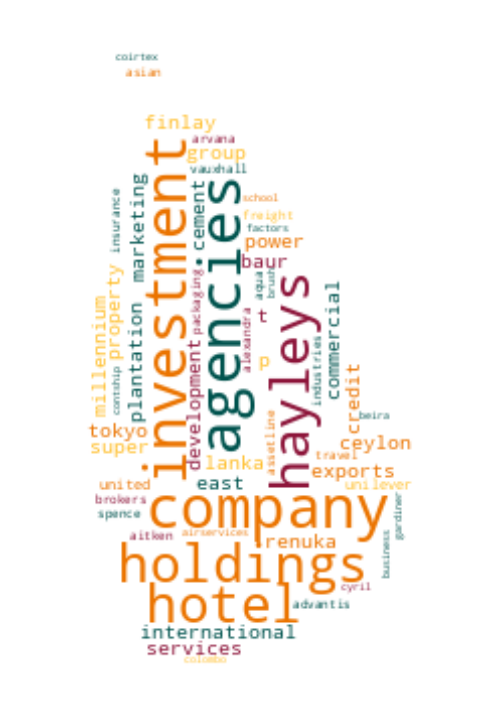 coirtex
asian
finlay
arvana
group
vauxhall
investment
agencies
cement
marketing
insurance
school
freight
factors
power
baur
aqua
brush
packaging
property
millennium
contship
plantation
development
alexandra
t
p
hayleys
industries
commercial
credit
beira
tokyo
super
ceylon
assetline
travel
lanka
exports
east
united
unilever
brokers
company
spence
gardiner
aitken
airservices
renuka
business
holdings
cyril
hotel
advantis
international
services
colombo